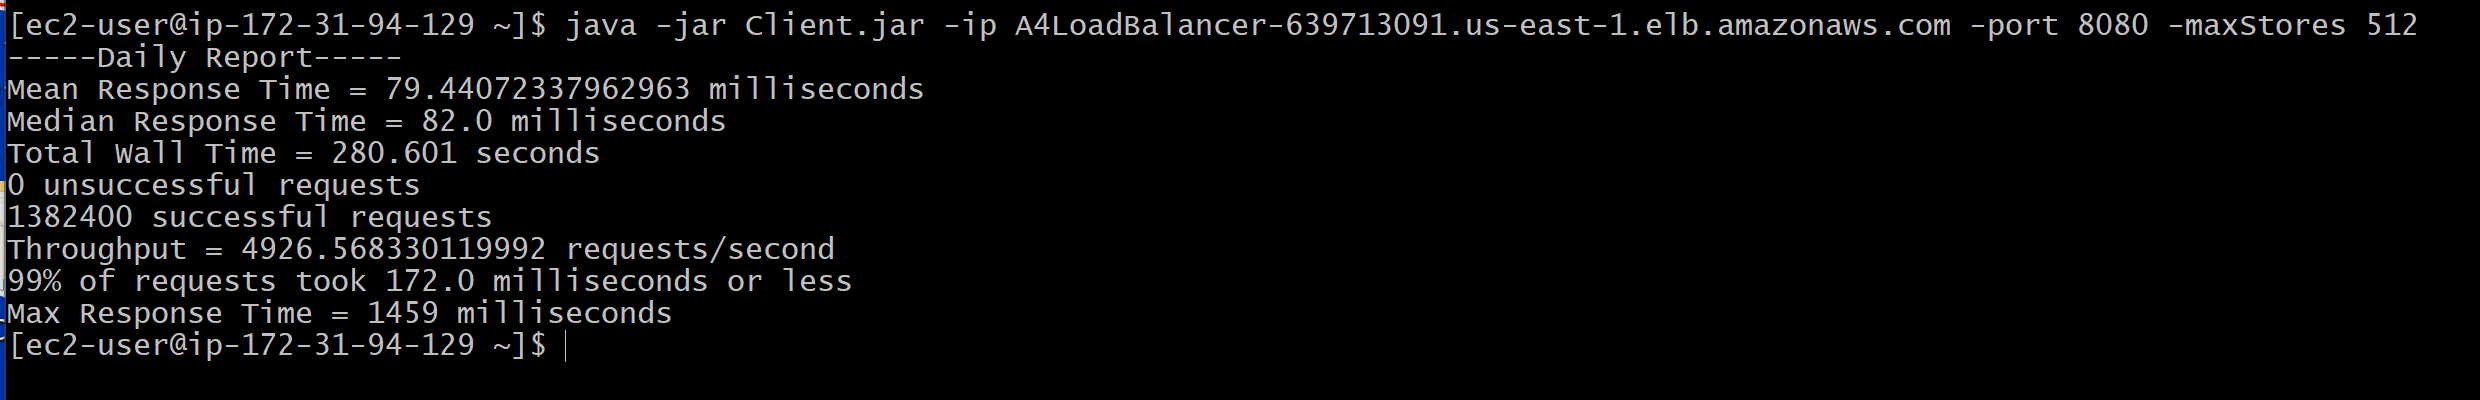 [ec2-user@ip-172-31-94-129 ~]$ java -jar Client.jar -ip A4LoadBalancer-639713091.us-east-1.elb.amazonaws.com -port 8080 -maxStores 512
-----Daily Report-----
Mean Response Time = 79.44072337962963 milliseconds
Median Response Time = 82.0 milliseconds
Total Wall Time = 280.601 seconds
0 unsuccessful requests
1382400 successful requests
Throughput = 4926.568330119992 requests/second
99% of requests took 172.0 milliseconds or less
Max Response Time = 1459 milliseconds
[ec2-user@ip-172-31-94-129 ~]$